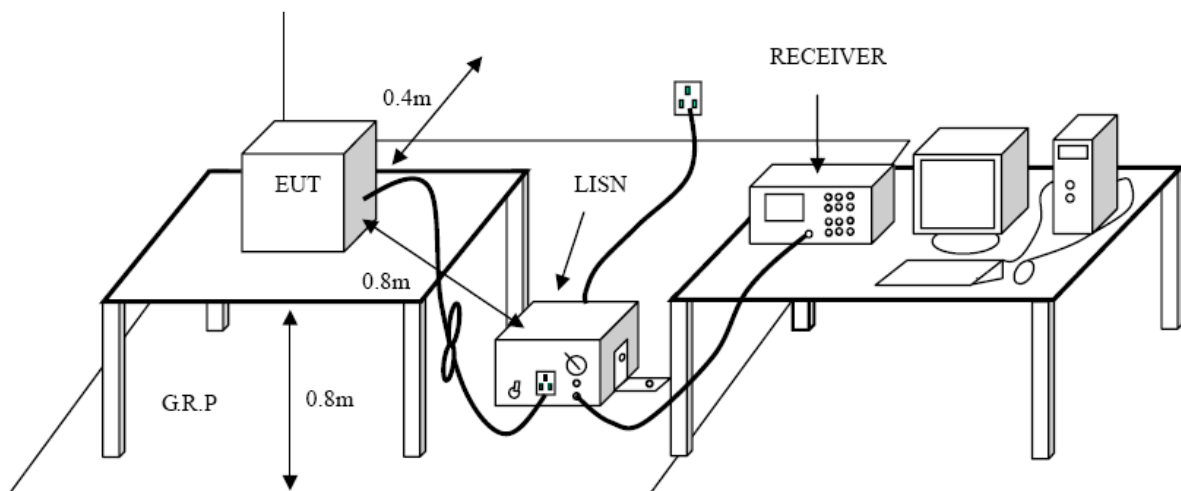 RECEIVER
0.4m
EUT
LISN
0.8m
G.R.P
0.8m